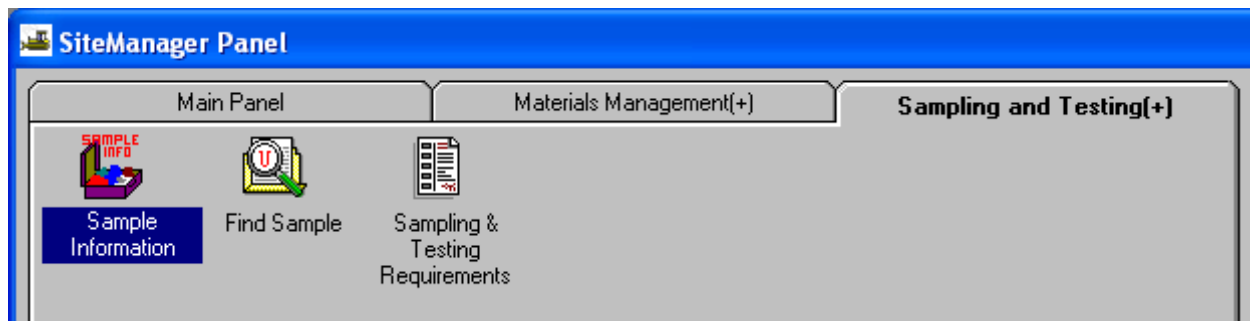 SiteManager Panel
Main Panel
Materials Management(+)
Sampling and Testing(+)
SAMPLE
INFO
U
Sample
Information
Find Sample
Sampling &
Testing
Requirements